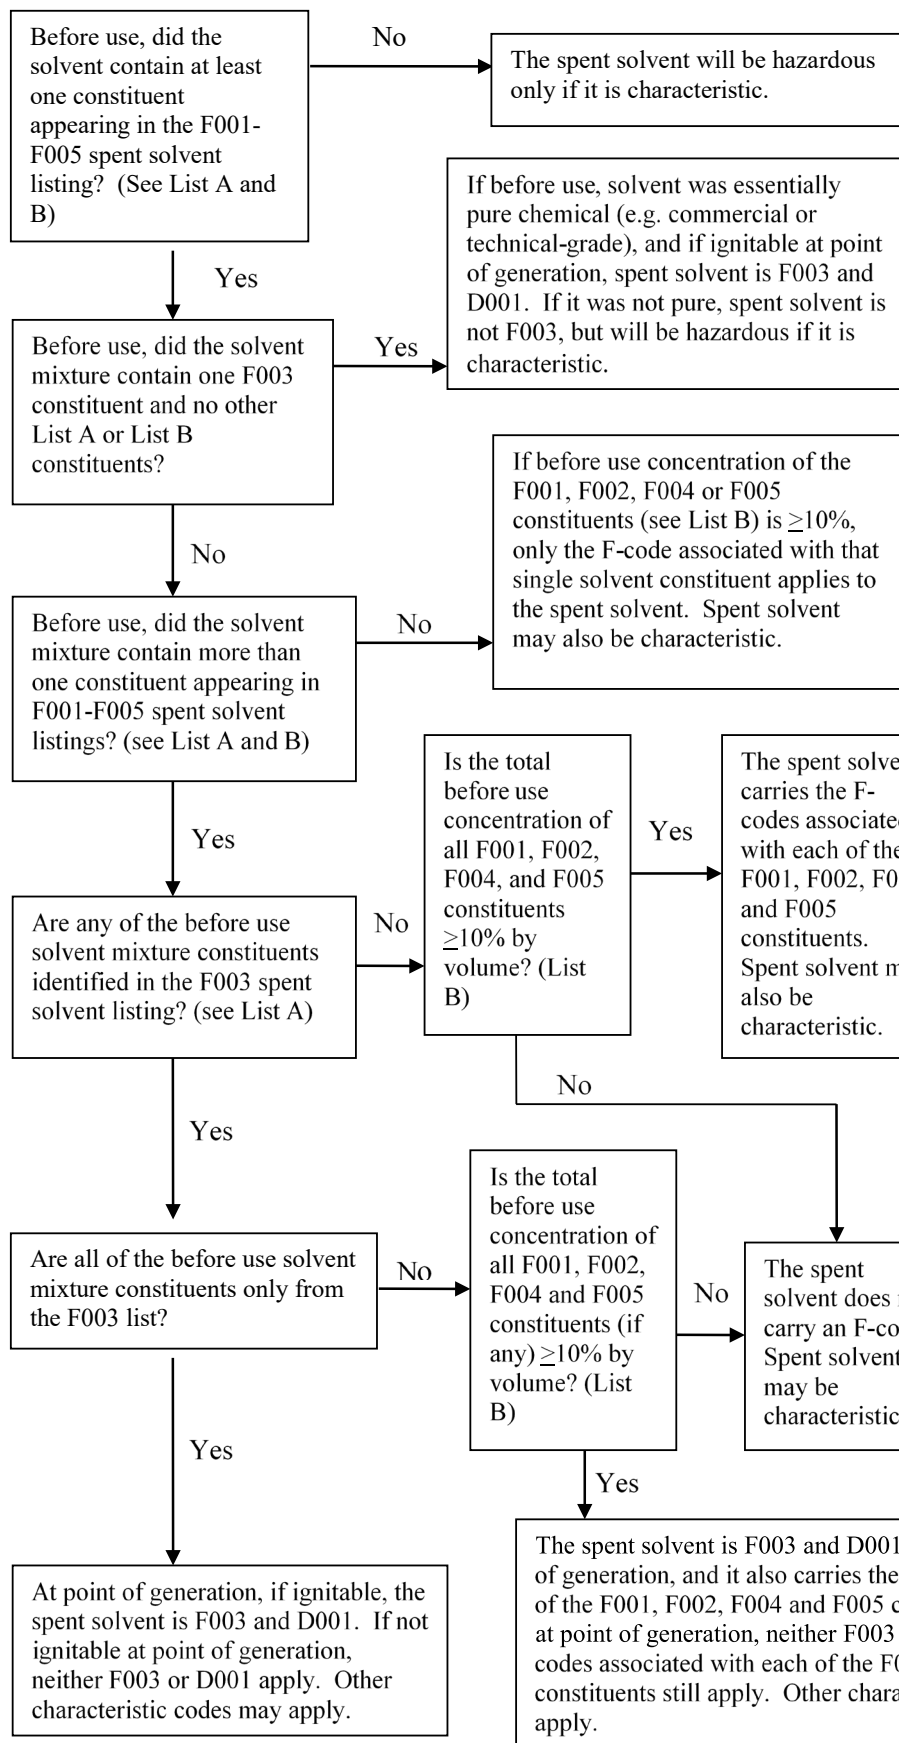 Before use, did the
solvent contain at least
one constituent
appearing in the F001-
F005 spent solvent
listing?  (See List A and
B)
No
The spent solvent will be hazardous
only if it is characteristic.
Yes
If before use, solvent was essentially
pure chemical (e.g. commercial or
technical-grade), and if ignitable at point
of generation, spent solvent is F003 and
D001.  If it was not pure, spent solvent is
not F003, but will be hazardous if it is
characteristic.
Before use, did the solvent
mixture contain one F003
constituent and no other
List A or List B
constituents?
Yes
No
If before use concentration of the
F001, F002, F004 or F005
constituents (see List B) is ≥10%,
only the F-code associated with that
single solvent constituent applies to
the spent solvent.  Spent solvent
may also be characteristic.
Before use, did the solvent
mixture contain more than
one constituent appearing in
F001-F005 spent solvent
listings? (see List A and B)
No
Yes
Is the total
before use
concentration of
all F001, F002,
F004, and F005
constituents
≥10% by
volume? (List
B)
Yes
The spent solve
carries the F-
codes associated
with each of the
F001, F002, F0
and F005
constituents.
Spent solvent m
also be
characteristic.
Are any of the before use
solvent mixture constituents
identified in the F003 spent
solvent listing? (see List A)
No
No
Yes
Is the total
before use
concentration of
all F001, F002,
F004 and F005
constituents (if
any) ≥10% by
volume? (List
B)
Are all of the before use solvent
mixture constituents only from
the F003 list?
No
No
The spent
solvent does
carry an F-co
Spent solvent
may be
characteristic
Yes
Yes
At point of generation, if ignitable, the
spent solvent is F003 and D001.  If not
ignitable at point of generation,
neither F003 or D001 apply.  Other
characteristic codes may apply.
The spent solvent is F003 and D001
of generation, and it also carries the
of the F001, F002, F004 and F005 c
at point of generation, neither F003
codes associated with each of the F0
constituents still apply.  Other chara
apply.